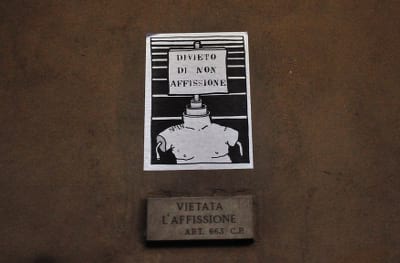 DIVIETO
DI NON
AFFISSIONE
VIETATA
L'AFFISSIONE
ART. 663 C.P.